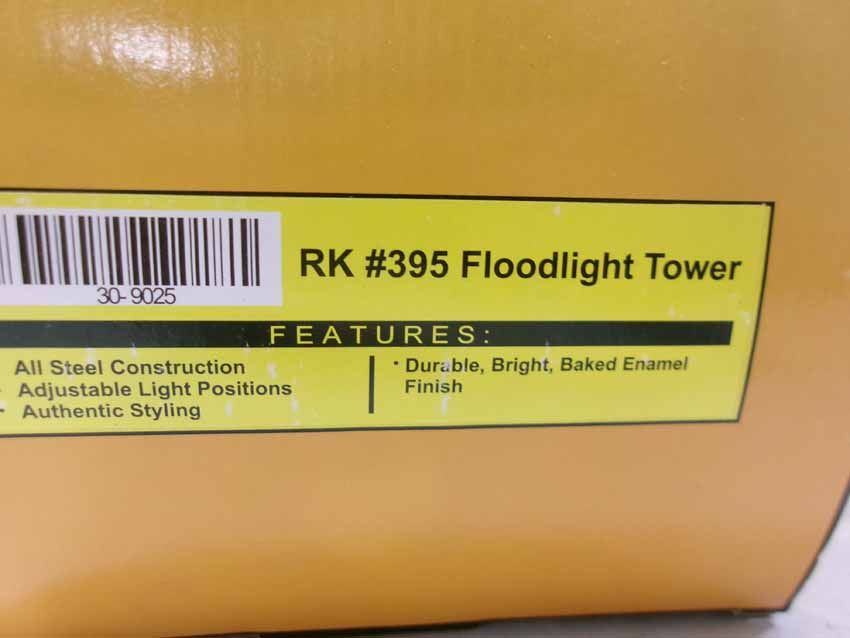 RK #395 Floodlight Tower
30-9025
FEATURES:
All Steel Construction
· Adjustable Light Positions
· Authentic Styling
· Durable, Bright, Baked Enamel
Finish